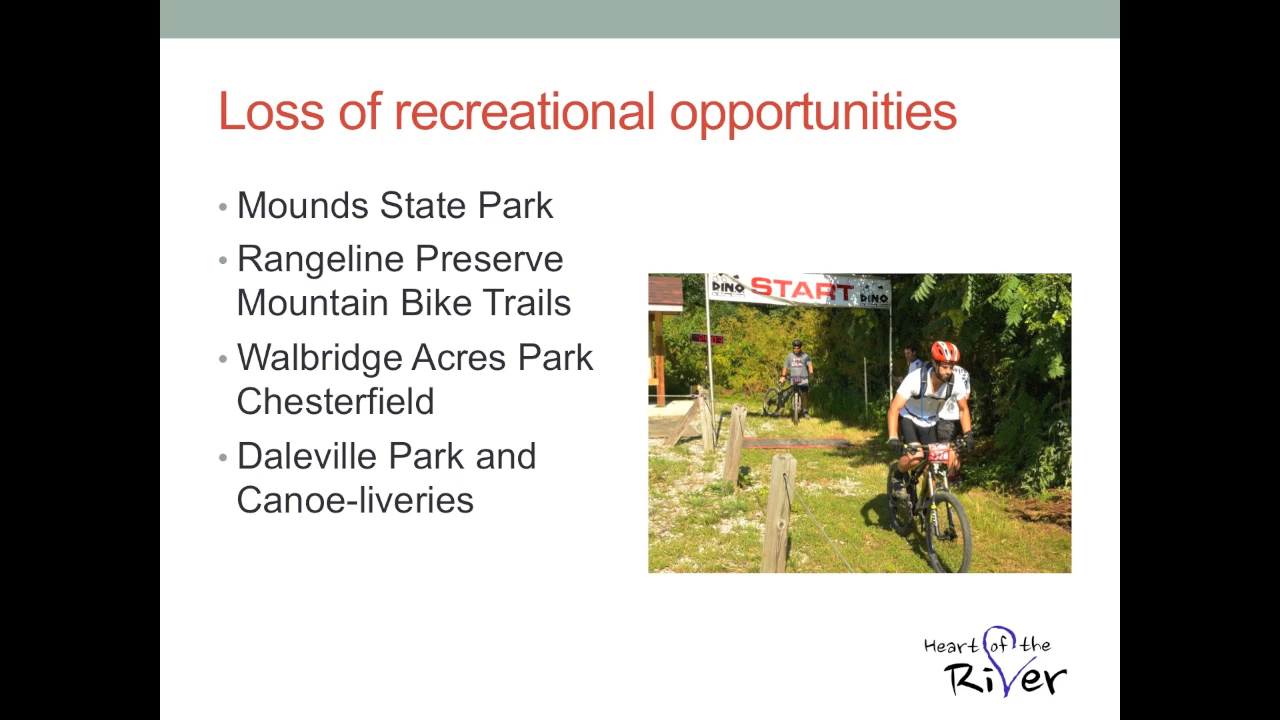 Loss of recreational opportunities
• Mounds State Park
• Rangeline Preserve
Mountain Bike Trails
• Walbridge Acres Park
Chesterfield
• Daleville Park and
Canoe-liveries
DINO START DINO
Heart of the
River